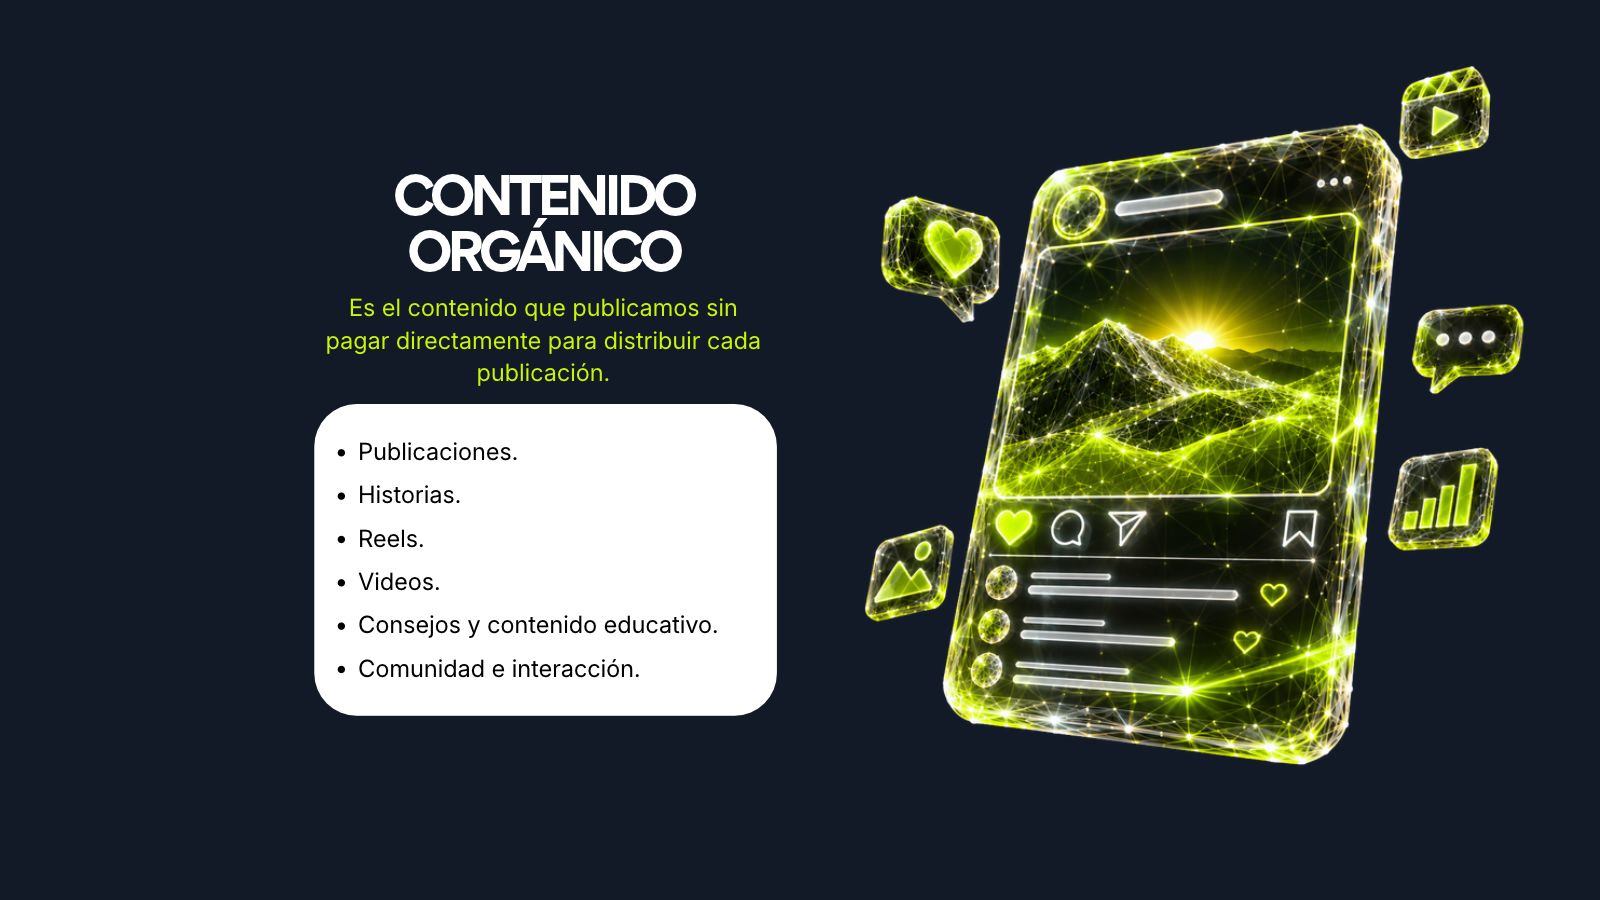 CONTENIDO
ORGÁNICO
Es el contenido que publicamos sin
pagar directamente para distribuir cada
publicación.
• Publicaciones.
• Historias.
• Reels.
• Videos.
• Consejos y contenido educativo.
• Comunidad e interacción.